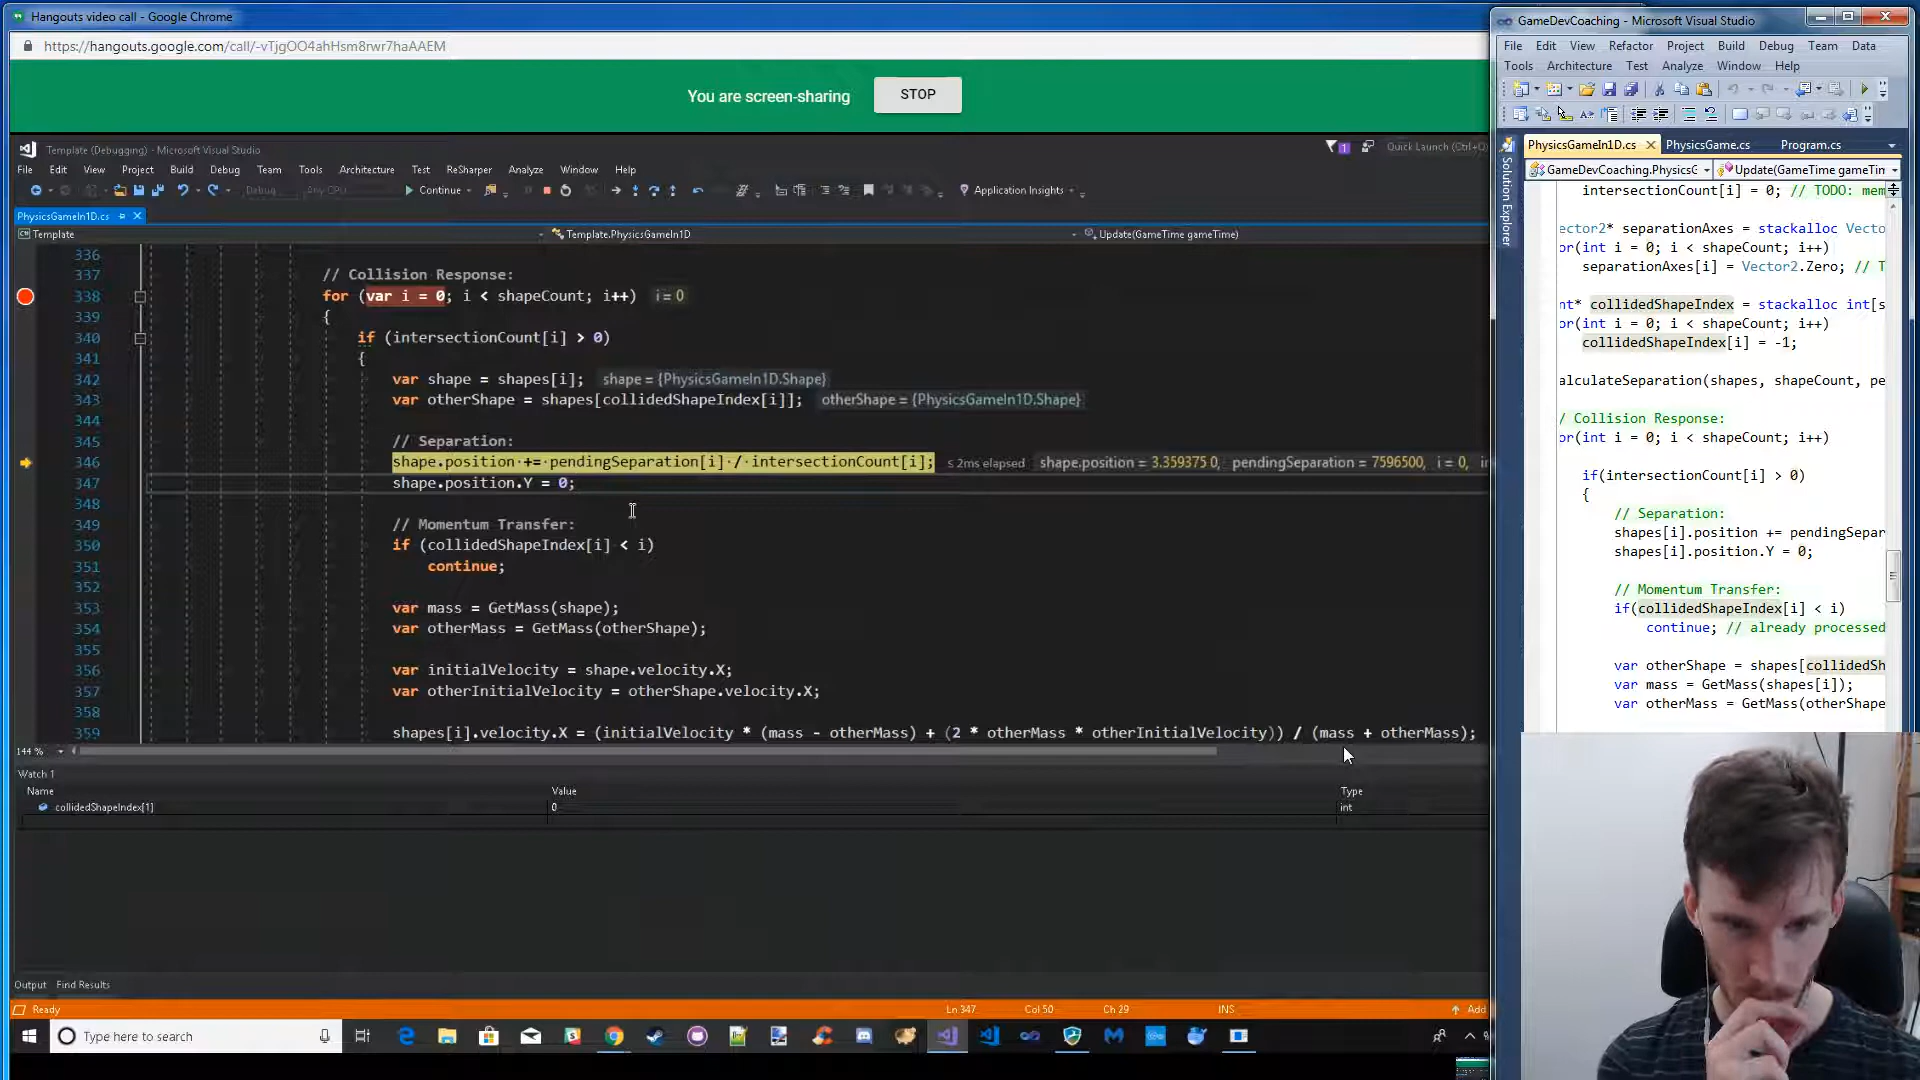 Hangouts video call - Google Chrome
https://hangouts.google.com/call/-vTjgOO4ahHsm8rwr7haAAEM
You are screen-sharing
STOP
Template (Debugging) - Microsoft Visual Studio
1
Quick Launch (Ctrl+Q)
File Edit View Project Build Debug Team Tools Architecture Test ReSharper Analyze Window Help
Debug Any CPU Continue Application Insights
PhysicsGameIn1D.cs
Template Template.PhysicsGameIn1D Update(GameTime gameTime)
336
337 // Collision Response:
338 for (var i = 0; i < shapeCount; i++) i = 0
339 {
340 if (intersectionCount[i] > 0)
341 {
342 var shape = shapes[i]; shape = {PhysicsGameIn1D.Shape}
343 var otherShape = shapes[collidedShapeIndex[i]]; otherShape = {PhysicsGameIn1D.Shape}
344
345 // Separation:
346 shape.position += pendingSeparation[i] / intersectionCount[i]; ≤ 2ms elapsed shape.position = 3.359375 0, pendingSeparation = 7596500, i = 0, in
347 shape.position.Y = 0;
348
349 // Momentum Transfer:
350 if (collidedShapeIndex[i] < i)
351 continue;
352
353 var mass = GetMass(shape);
354 var otherMass = GetMass(otherShape);
355
356 var initialVelocity = shape.velocity.X;
357 var otherInitialVelocity = otherShape.velocity.X;
358
359 shapes[i].velocity.X = (initialVelocity * (mass - otherMass) + (2 * otherMass * otherInitialVelocity)) / (mass + otherMass);
144 %
Watch 1
Name Value Type
collidedShapeIndex[1] 0 int
Output Find Results
Ready Ln 347 Col 50 Ch 29 INS Add
Type here to search
GameDevCoaching - Microsoft Visual Studio
File Edit View Refactor Project Build Debug Team Data
Tools Architecture Test Analyze Window Help
PhysicsGameIn1D.cs PhysicsGame.cs Program.cs
GameDevCoaching.PhysicsG Update(GameTime gameTim
Solution Explorer
intersectionCount[i] = 0; // TODO: mem
ector2* separationAxes = stackalloc Vecto
or(int i = 0; i < shapeCount; i++)
separationAxes[i] = Vector2.Zero; // T
nt* collidedShapeIndex = stackalloc int[s
or(int i = 0; i < shapeCount; i++)
collidedShapeIndex[i] = -1;
alculateSeparation(shapes, shapeCount, pe
/ Collision Response:
or(int i = 0; i < shapeCount; i++)
if(intersectionCount[i] > 0)
{
// Separation:
shapes[i].position += pendingSepar
shapes[i].position.Y = 0;
// Momentum Transfer:
if(collidedShapeIndex[i] < i)
continue; // already processed
var otherShape = shapes[collidedSh
var mass = GetMass(shapes[i]);
var otherMass = GetMass(otherShape